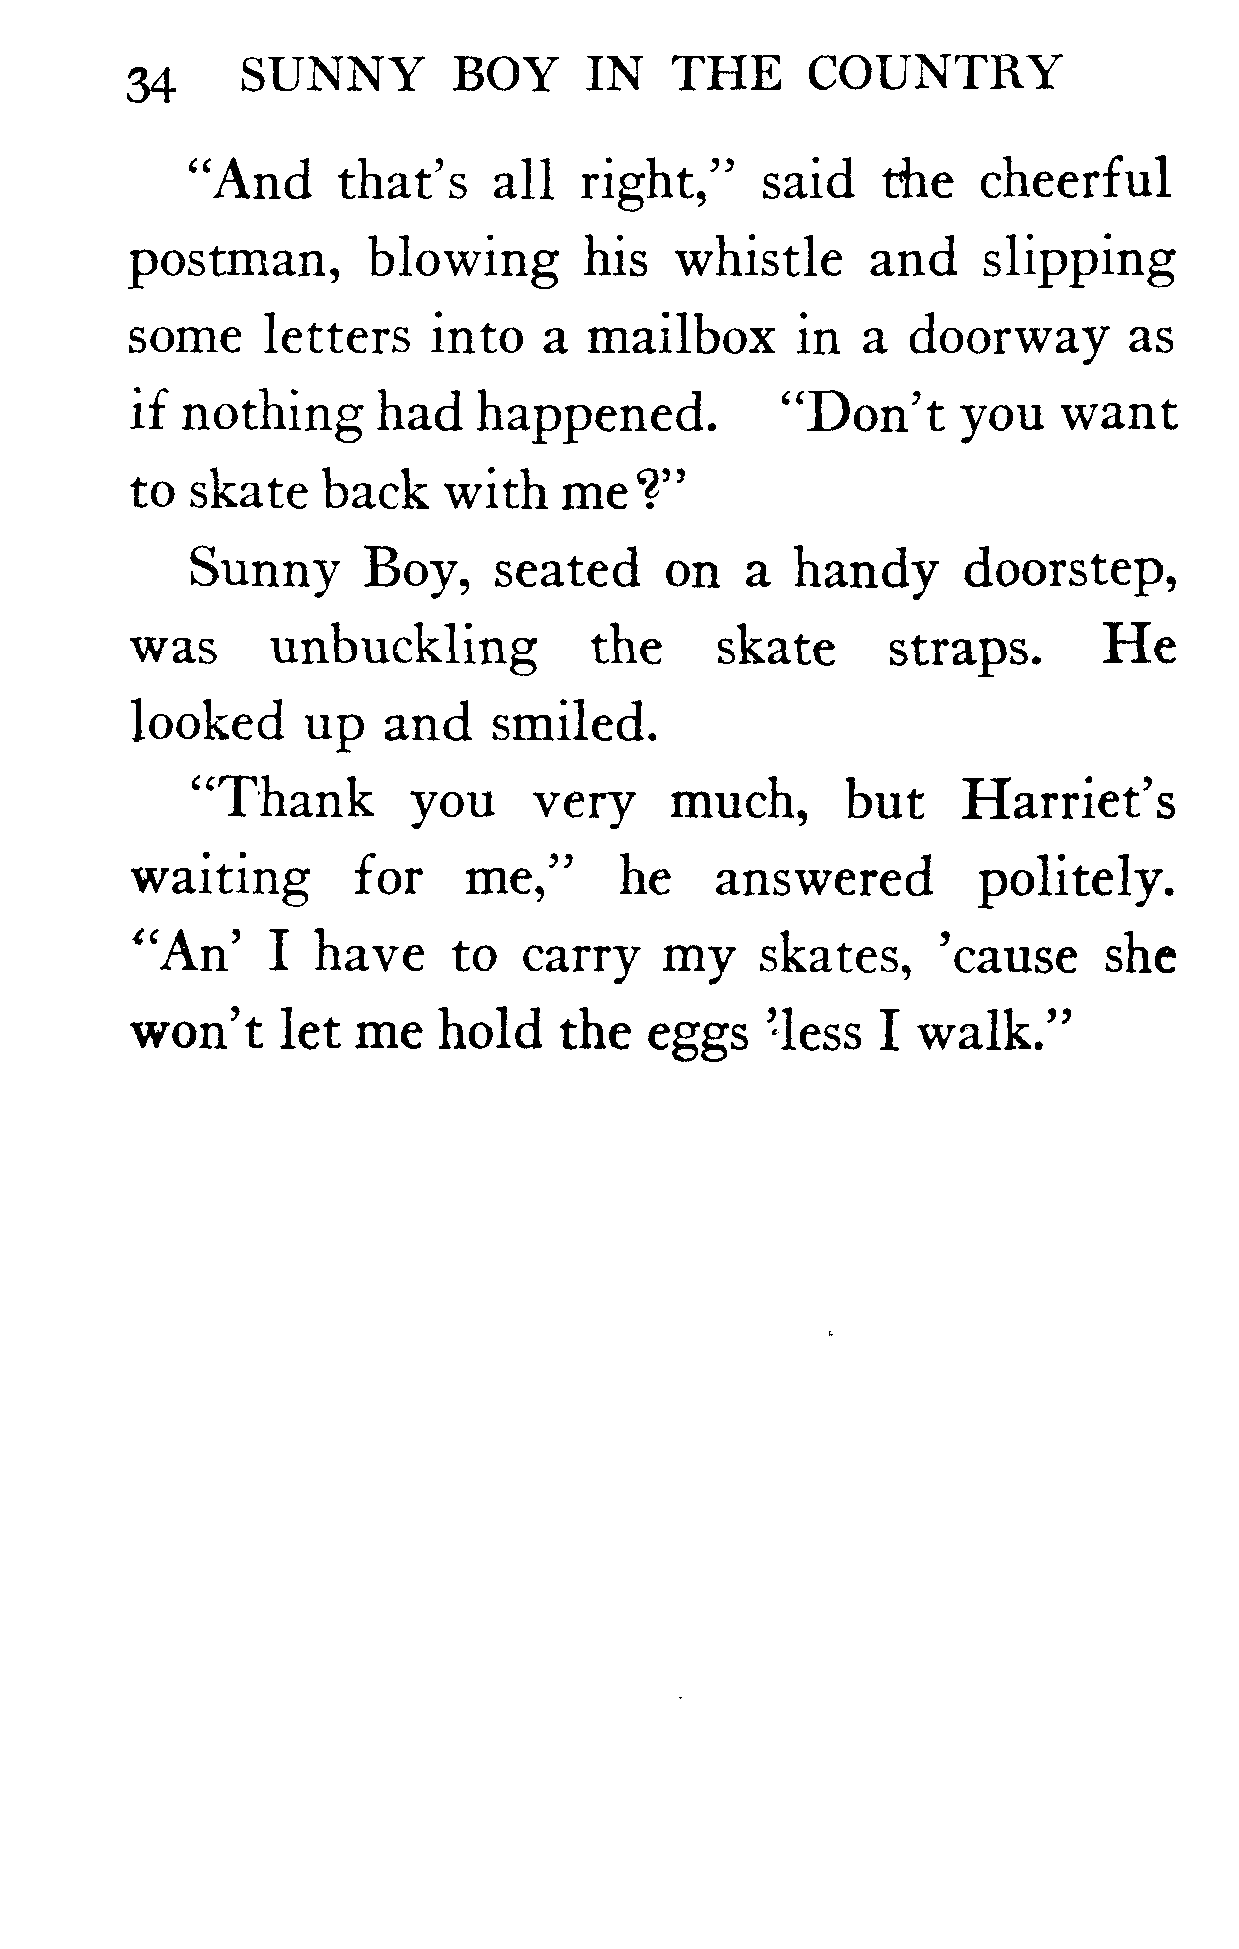 34 SUNNY BOY IN THE COUNTRY
“And that’s all right,” said the cheerful
postman, blowing his whistle and slipping
some letters into a mailbox in a doorway as
if nothing had happened. “Don’t you want
to skate back with me?”
Sunny Boy, seated on a handy doorstep,
was unbuckling the skate straps. He
looked up and smiled.
“Thank you very much, but Harriet’s
waiting for me,” he answered politely.
“An’ I have to carry my skates, ’cause she
won’t let me hold the eggs ’less I walk.”